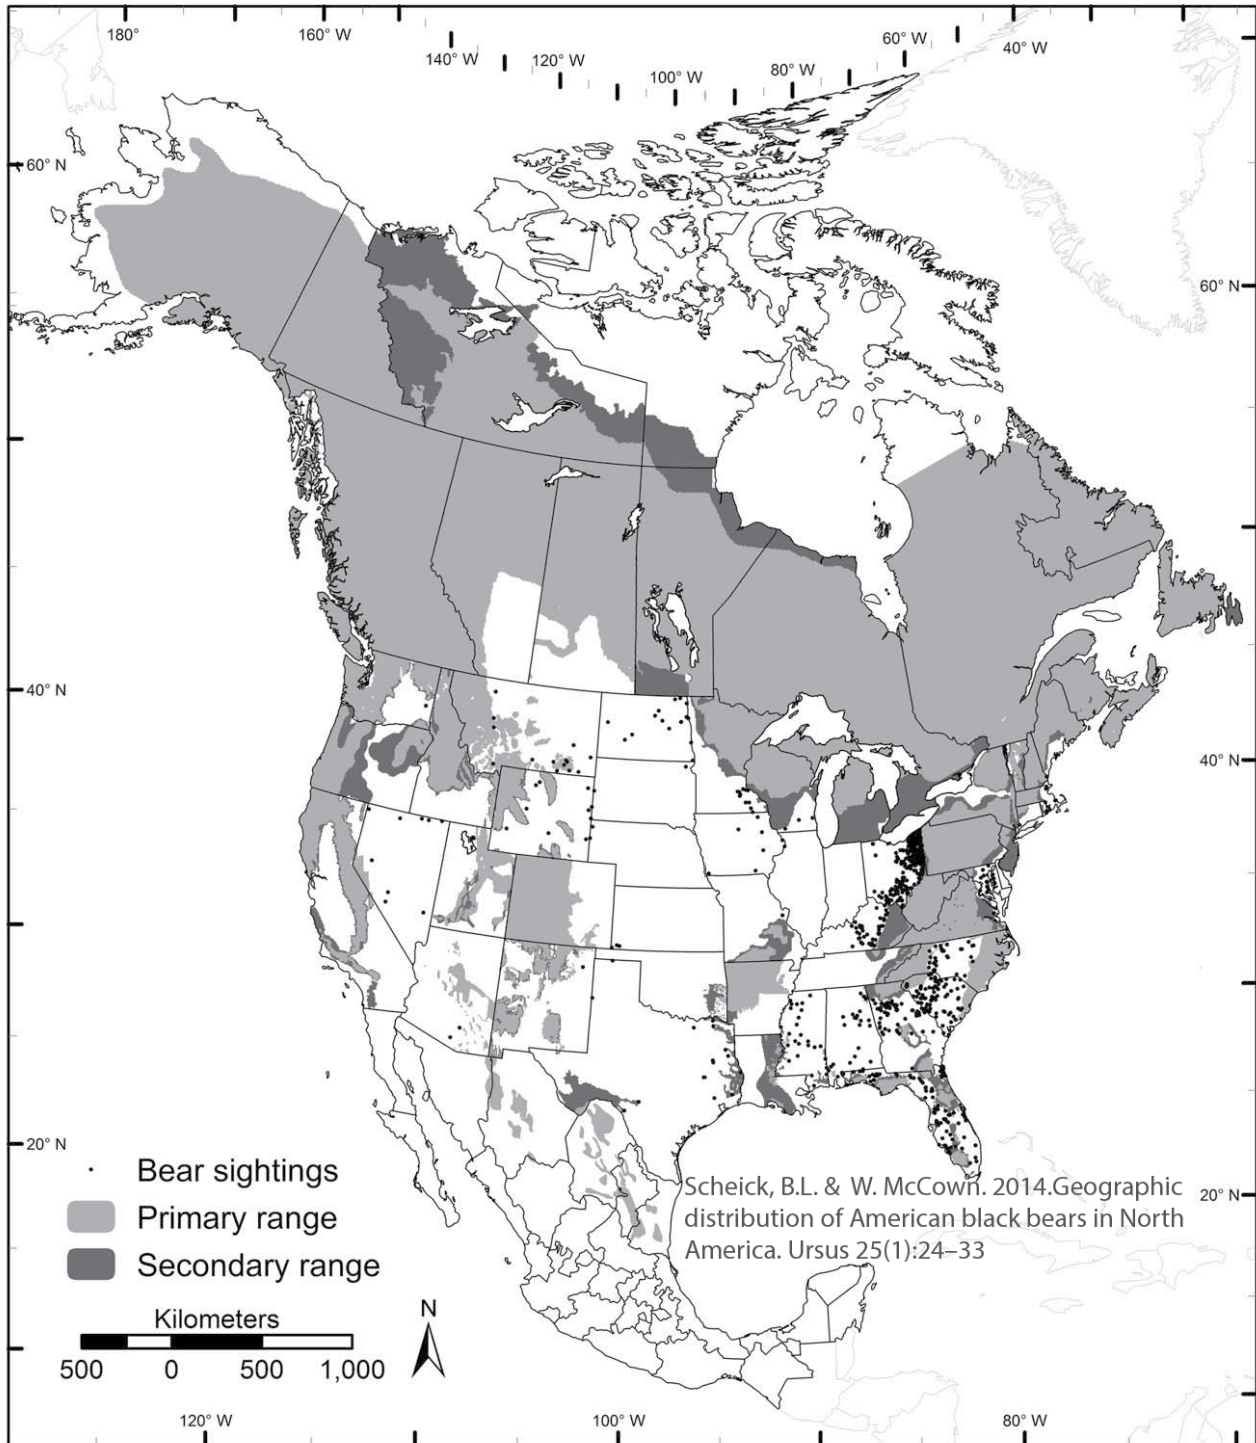 180°
160° W
140° W
120° W
100° W
80° W
60° W
40° W
60° N
60° N
40° N
40° N
20° N
20° N
Bear sightings
Primary range
Secondary range
Kilometers
500 0 500 1,000
N
Scheick, B.L. & W. McCown. 2014.Geographic
distribution of American black bears in North
America. Ursus 25(1):24–33
120° W
100° W
80° W